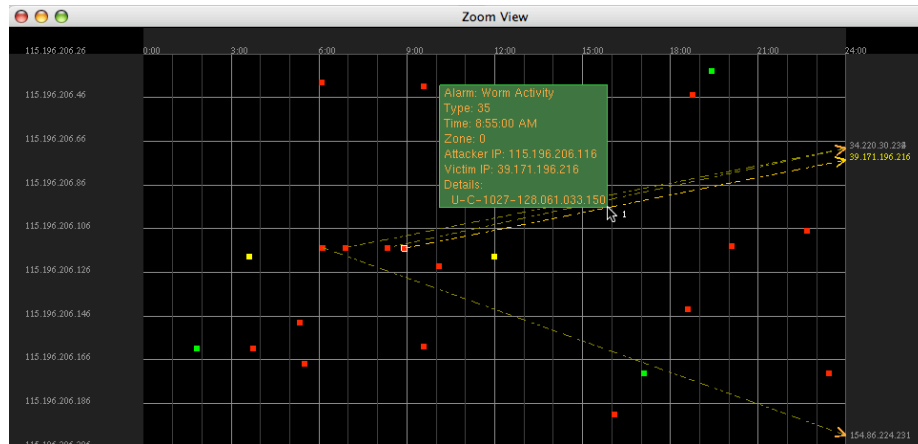 Zoom View
115.196.206.26
0:00 3:00 6:00 9:00 12:00 15:00 18:00 21:00 24:00
115.196.206.46
Alarm: Worm Activity
Type: 35
Time: 8:55:00 AM
Zone: 0
Attacker IP: 115.196.206.116
Victim IP: 39.171.196.216
Details:
U-C-1027-128.061.033.150
1
115.196.206.66
39.171.196.216
115.196.206.86
115.196.206.106
115.196.206.126
115.196.206.146
115.196.206.166
115.196.206.186
154.86.224.231